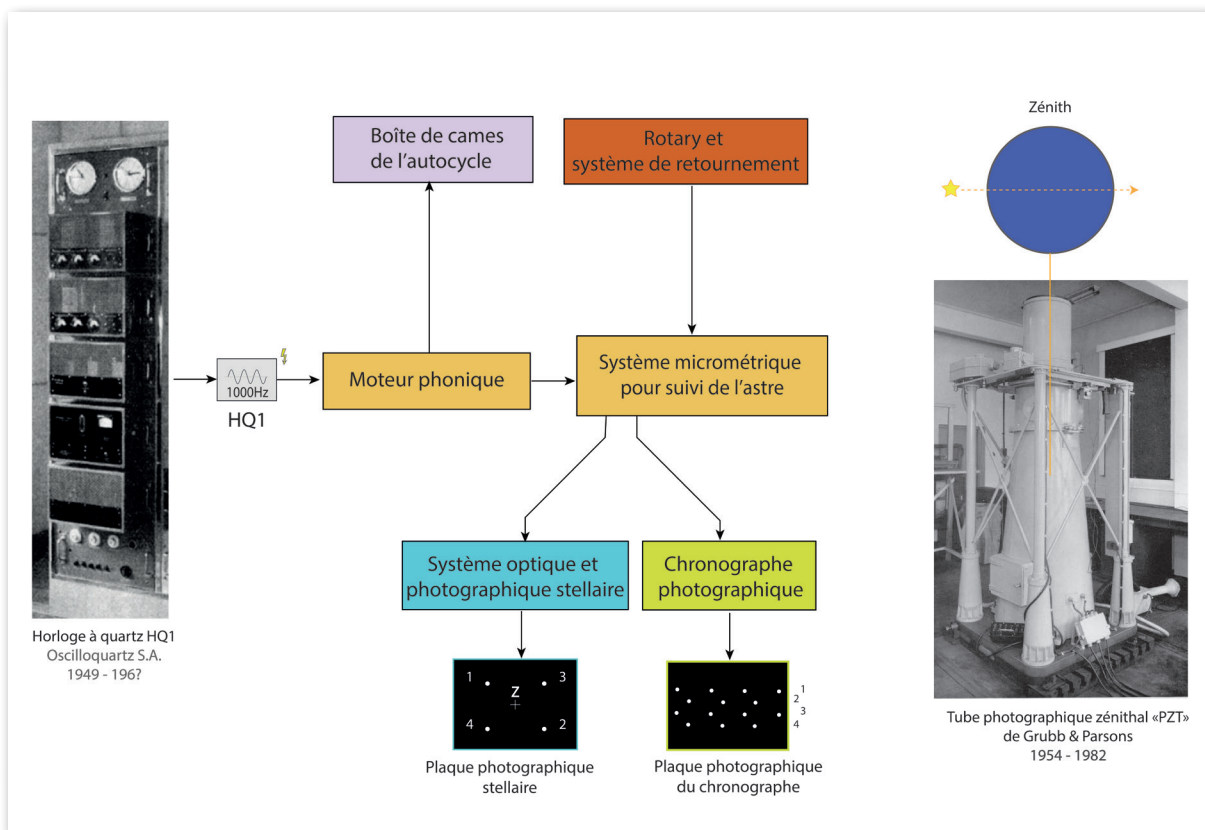 Zénith
Boîte de cames
de l’autocycle
Rotary et
système de retournement
1000Hz
HQ1
Moteur phonique
Système micrométrique
pour suivi de l’astre
Système optique et
photographique stellaire
Chronographe
photographique
Horloge à quartz HQ1
Oscilloquartz S.A.
1949 - 196?
1 3
Z
4 2
1
2
3
4
Plaque photographique
stellaire
Plaque photographique
du chronographe
Tube photographique zénithal «PZT»
de Grubb & Parsons
1954 - 1982